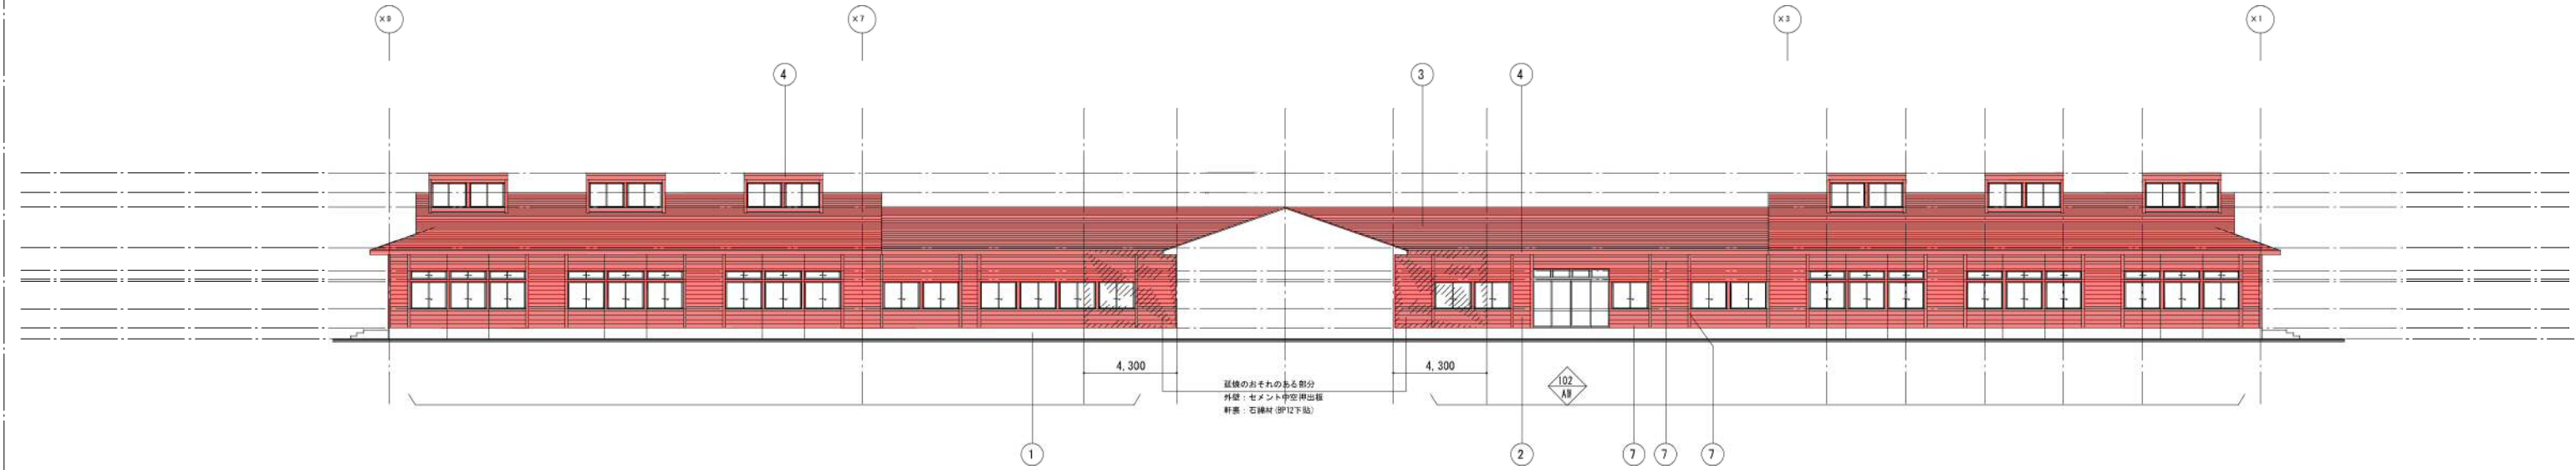 X9
X7
X3
X1
4
3
4
4,300
4,300
延焼のおそれのある部分
外壁：セメント中空押出板
軒裏：石綿材(BP12下貼)
102
AW
1
2
7
7
7